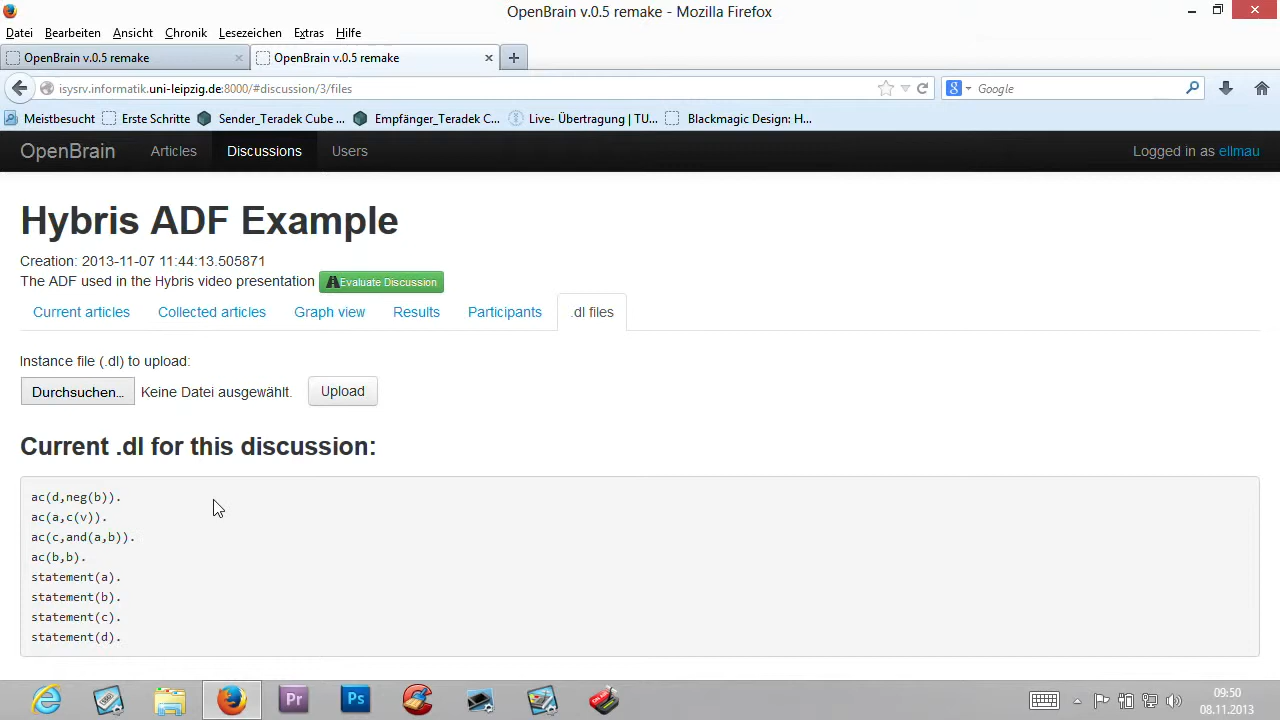 OpenBrain v.0.5 remake - Mozilla Firefox
Datei Bearbeiten Ansicht Chronik Lesezeichen Extras Hilfe
OpenBrain v.0.5 remake × OpenBrain v.0.5 remake × +
isysrv.informatik.uni-leipzig.de:8000/#discussion/3/files Google
Meistbesucht Erste Schritte Sender_Teradek Cube ... Empfänger_Teradek C... Live- Übertragung | TU... Blackmagic Design: H...
OpenBrain Articles Discussions Users Logged in as ellmau
Hybris ADF Example
Creation: 2013-11-07 11:44:13.505871
The ADF used in the Hybris video presentation Evaluate Discussion
Current articles Collected articles Graph view Results Participants .dl files
Instance file (.dl) to upload:
Durchsuchen... Keine Datei ausgewählt. Upload
Current .dl for this discussion:
ac(d,neg(b)).
ac(a,c(v)).
ac(c,and(a,b)).
ac(b,b).
statement(a).
statement(b).
statement(c).
statement(d).
Pr Ps
09:50
08.11.2013